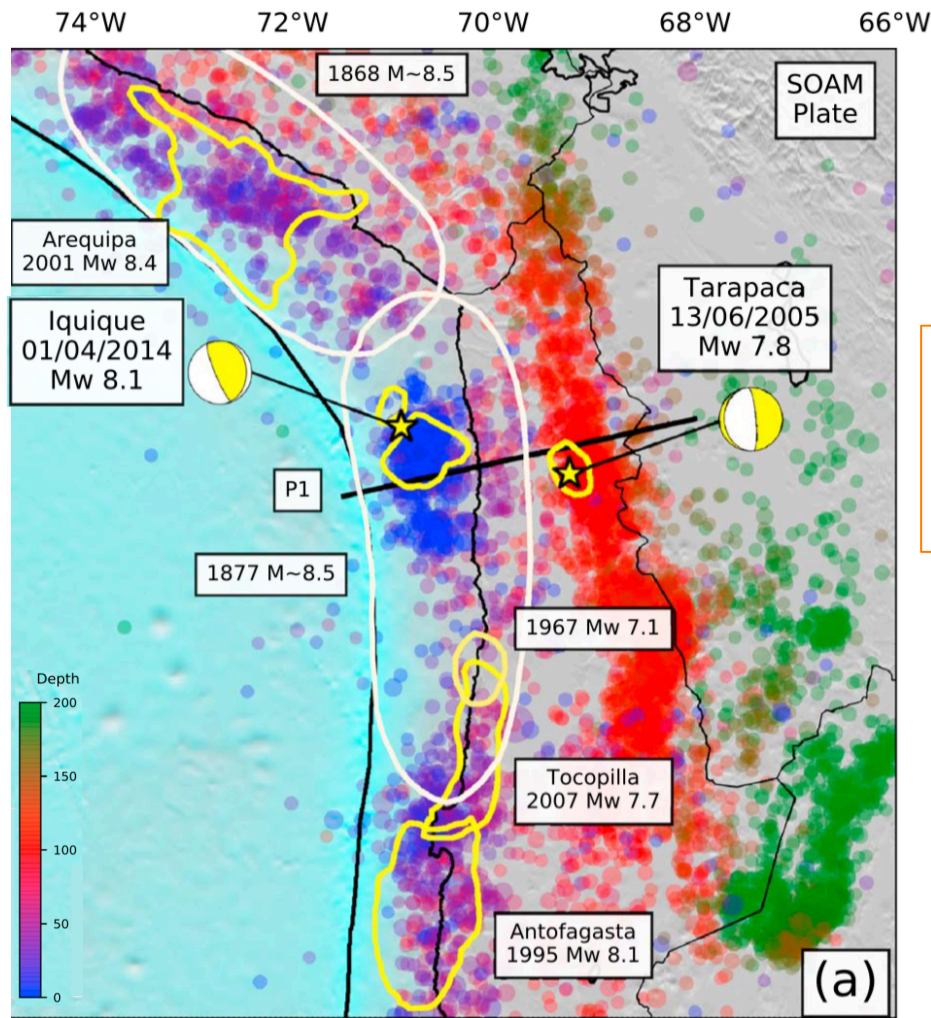 74°W 72°W 70°W 68°W 66°W
1868 M~8.5
SOAM
Plate
Arequipa
2001 Mw 8.4
Iquique
01/04/2014
Mw 8.1
Tarapaca
13/06/2005
Mw 7.8
P1
1877 M~8.5
1967 Mw 7.1
Depth
200
150
100
50
0
Tocopilla
2007 Mw 7.7
Antofagasta
1995 Mw 8.1
(a)